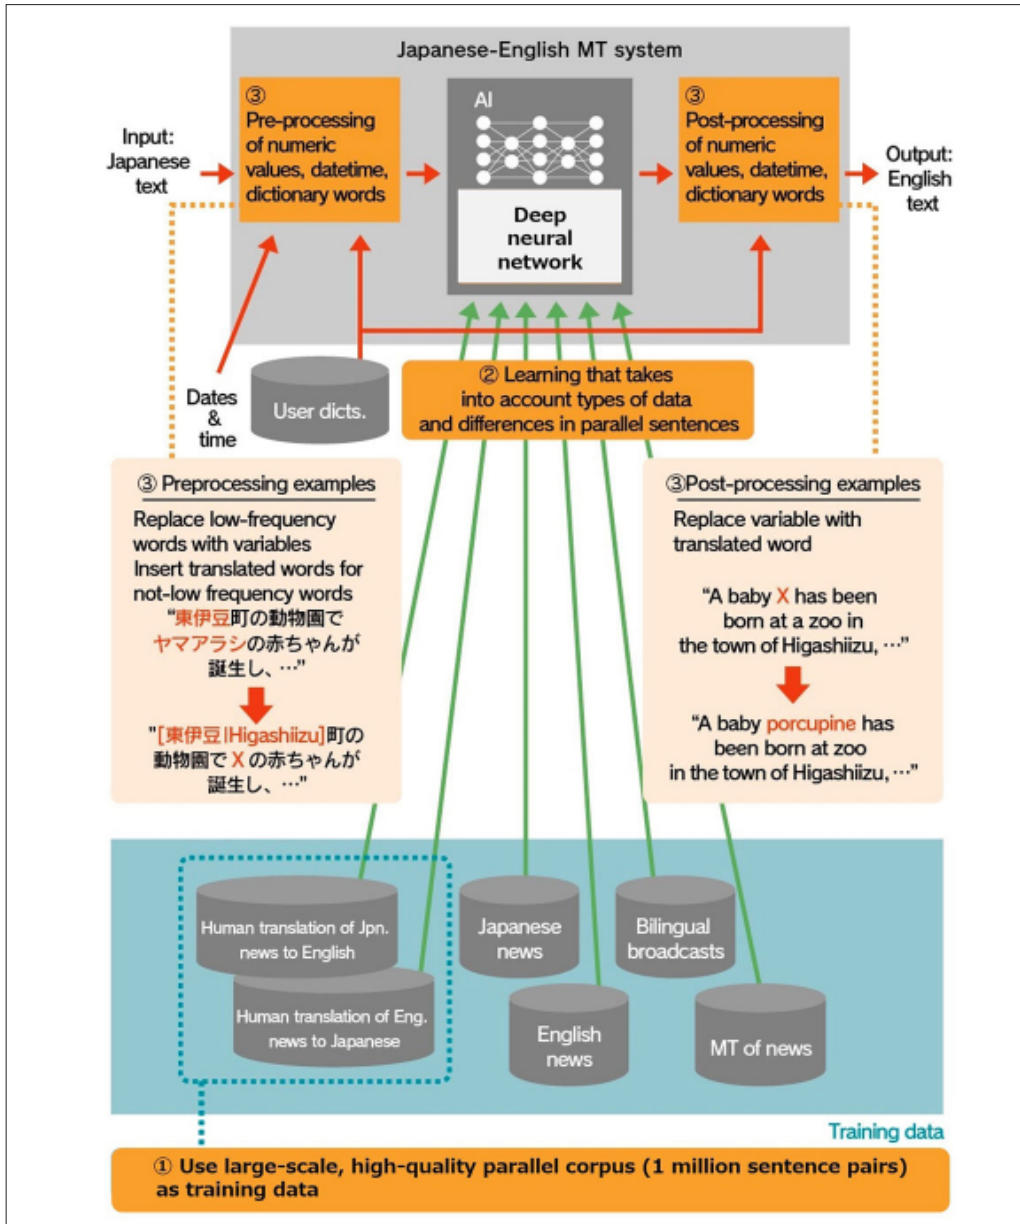 Japanese-English MT system
Input:
Japanese
text
③
Pre-processing
of numeric
values, datetime,
dictionary words
AI
Deep
neural
network
③
Post-processing
of numeric
values, datetime,
dictionary words
Output:
English
text
Dates
&
time
User dicts.
② Learning that takes
into account types of data
and differences in parallel sentences
③ Preprocessing examples
Replace low-frequency
words with variables
Insert translated words for
not-low frequency words
"東伊豆町の動物園で
ヤマアラシの赤ちゃんが
誕生し、…"
"[東伊豆|Higashiizu]町の
動物園で X の赤ちゃんが
誕生し、…"
③Post-processing examples
Replace variable with
translated word
"A baby X has been
born at a zoo in
the town of Higashiizu, …"
"A baby porcupine has
been born at zoo
in the town of Higashiizu, …"
Human translation of Jpn.
news to English
Human translation of Eng.
news to Japanese
Japanese
news
English
news
Bilingual
broadcasts
MT of news
Training data
① Use large-scale, high-quality parallel corpus (1 million sentence pairs)
as training data